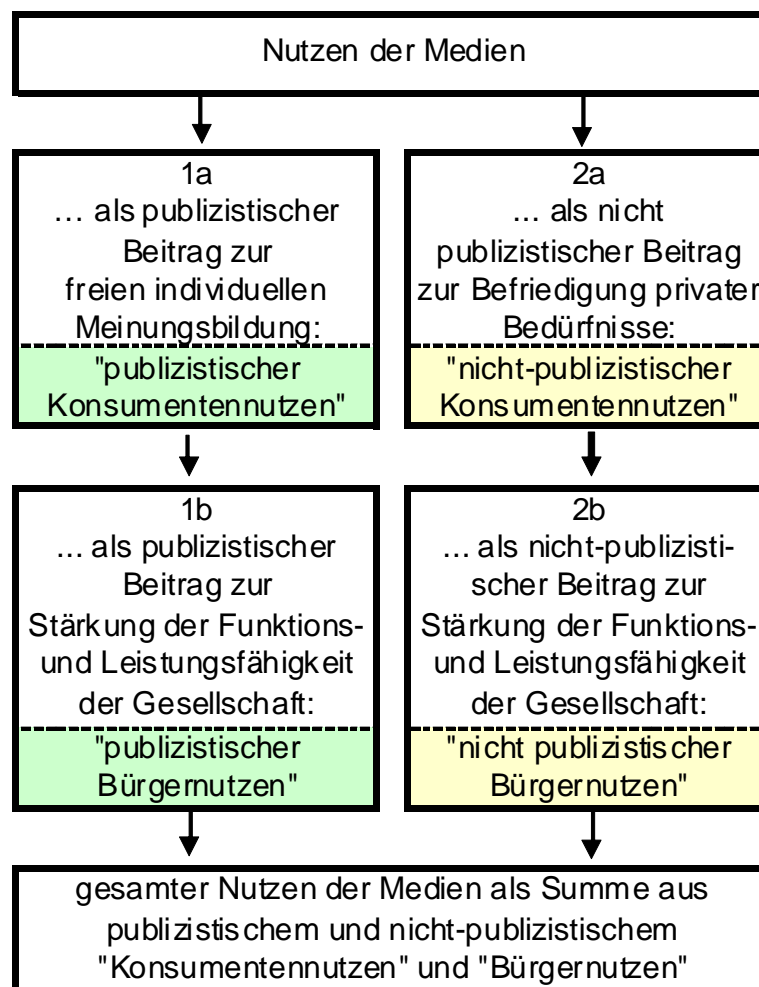 Nutzen der Medien
1a
... als publizistischer
Beitrag zur
freien individuellen
Meinungsbildung:
"publizistischer
Konsumentennutzen"
2a
... als nicht
publizistischer Beitrag
zur Befriedigung privater
Bedürfnisse:
"nicht-publizistischer
Konsumentennutzen"
1b
... als publizistischer
Beitrag zur
Stärkung der Funktions-
und Leistungsfähigkeit
der Gesellschaft:
"publizistischer
Bürgernutzen"
2b
... als nicht-publizisti-
scher Beitrag zur
Stärkung der Funktions-
und Leistungsfähigkeit
der Gesellschaft:
"nicht publizistischer
Bürgernutzen"
gesamter Nutzen der Medien als Summe aus
publizistischem und nicht-publizistischem
"Konsumentennutzen" und "Bürgernutzen"